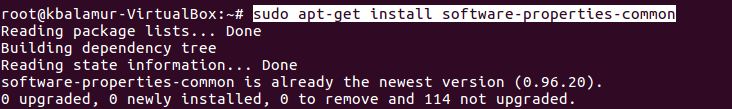 root@kbalamur-VirtualBox:~# sudo apt-get install software-properties-common
Reading package lists... Done
Building dependency tree
Reading state information... Done
software-properties-common is already the newest version (0.96.20).
0 upgraded, 0 newly installed, 0 to remove and 114 not upgraded.